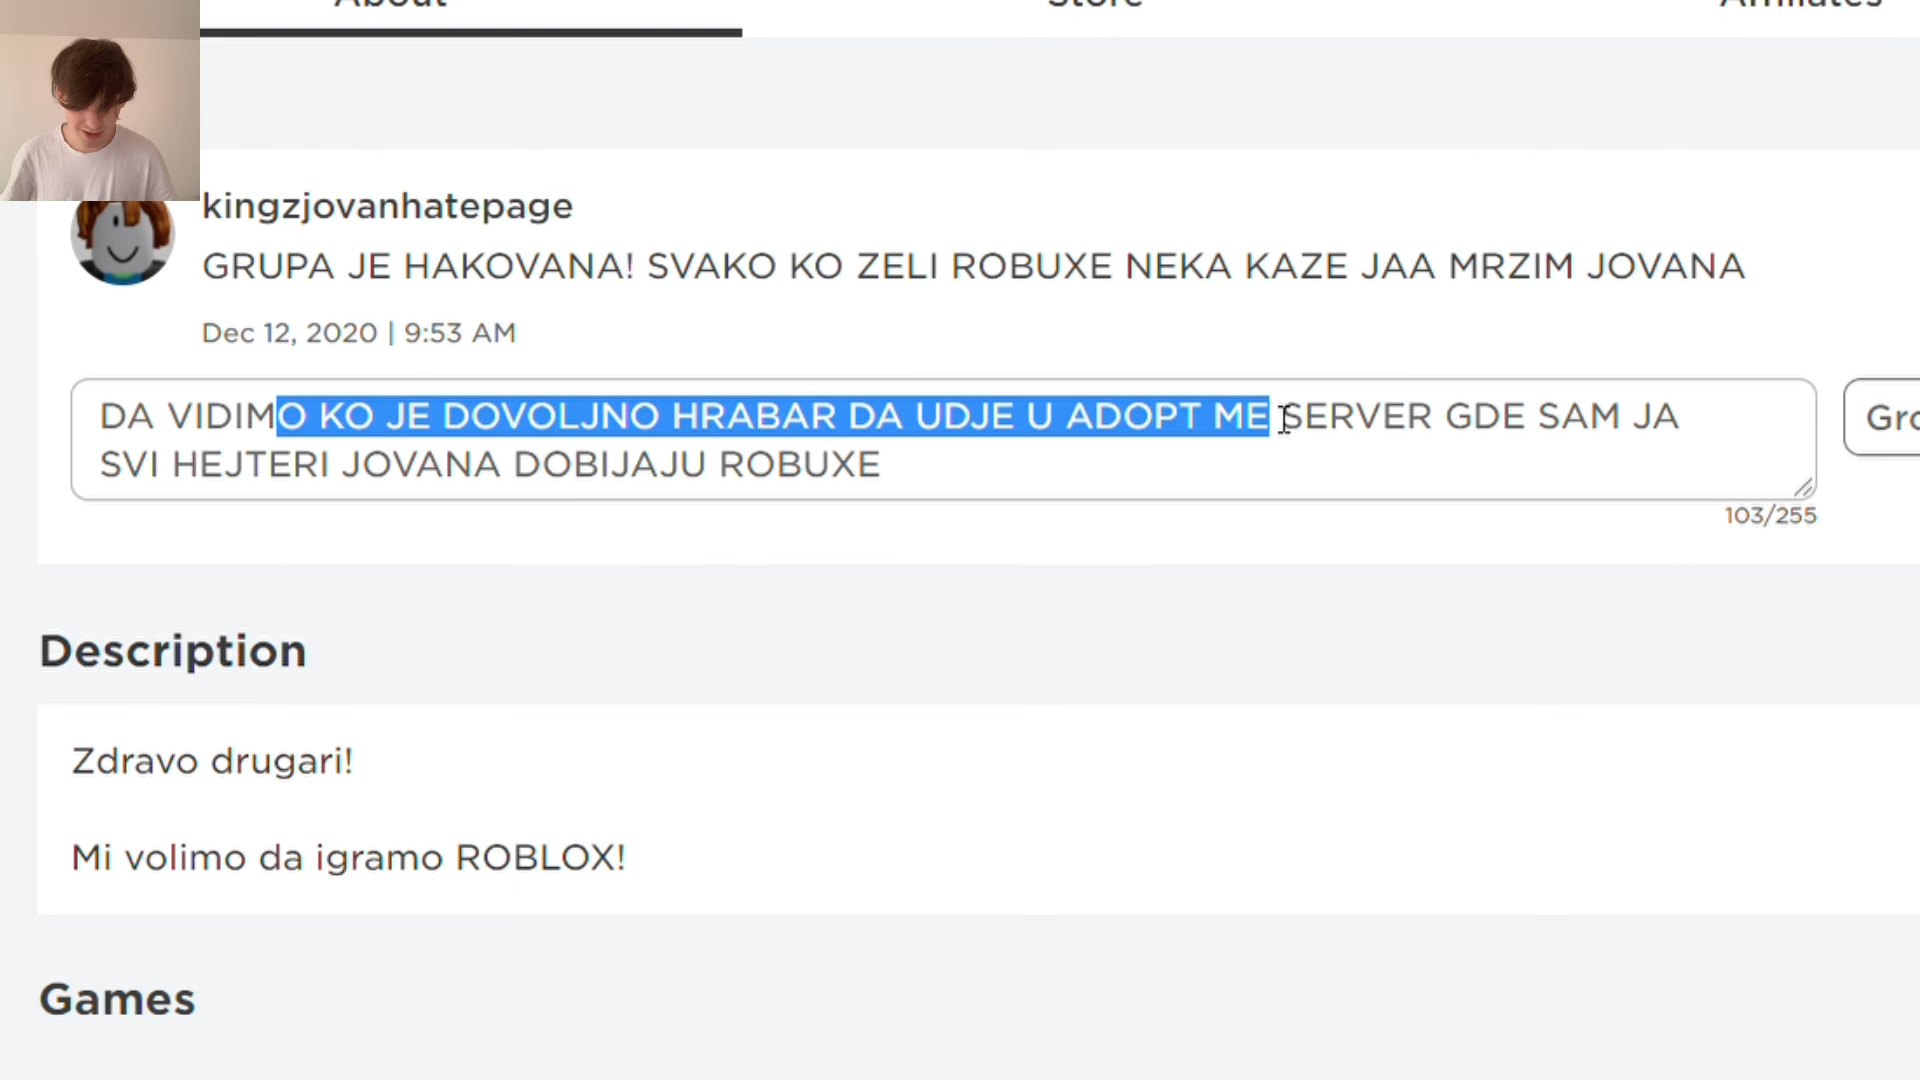 About Store Affiliates
kingzjovanhatepage
GRUPA JE HAKOVANA! SVAKO KO ZELI ROBUXE NEKA KAZE JAA MRZIM JOVANA
Dec 12, 2020 | 9:53 AM
DA VIDIMO KO JE DOVOLJNO HRABAR DA UDJE U ADOPT ME SERVER GDE SAM JA
SVI HEJTERI JOVANA DOBIJAJU ROBUXE
103/255
Description
Zdravo drugari!
Mi volimo da igramo ROBLOX!
Games